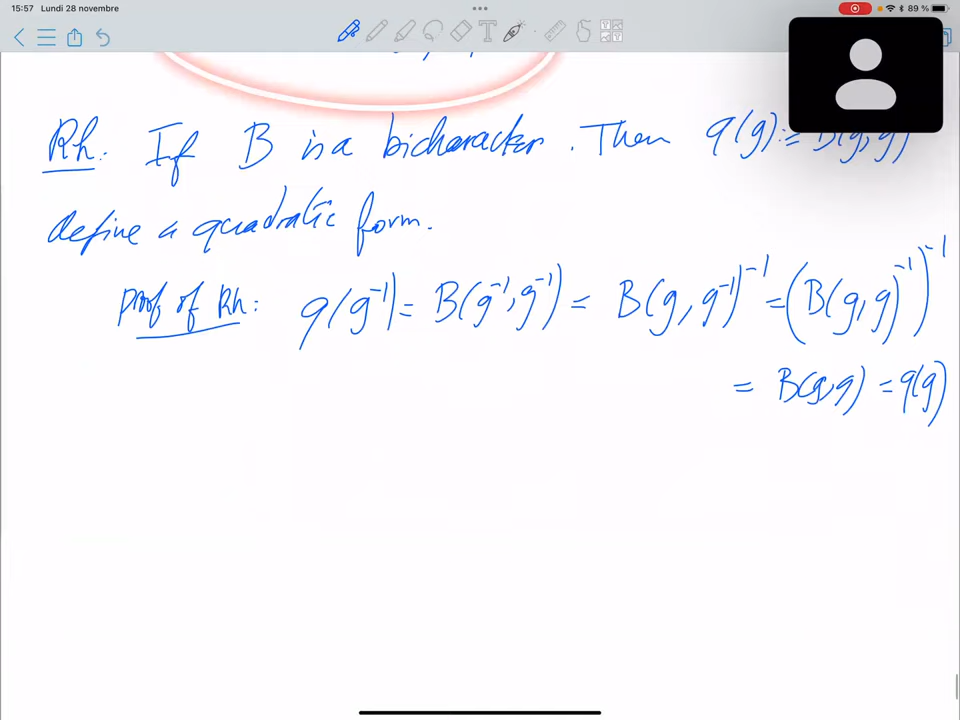 15:57 Lundi 28 novembre
89 %
Rk: If B is a bicharacter. Then q(g) := B(g,g)
define a quadratic form.
proof of Rk: q(g⁻¹) = B(g⁻¹, g⁻¹) = B(g, g⁻¹)⁻¹ = (B(g,g)⁻¹)⁻¹
= B(g,g) = q(g)